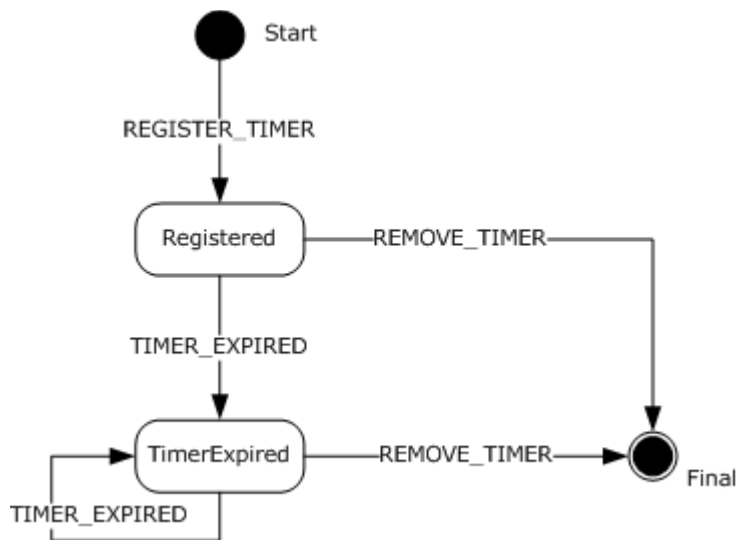 Start
REGISTER_TIMER
Registered
REMOVE_TIMER
TIMER_EXPIRED
TimerExpired
REMOVE_TIMER
Final
TIMER_EXPIRED